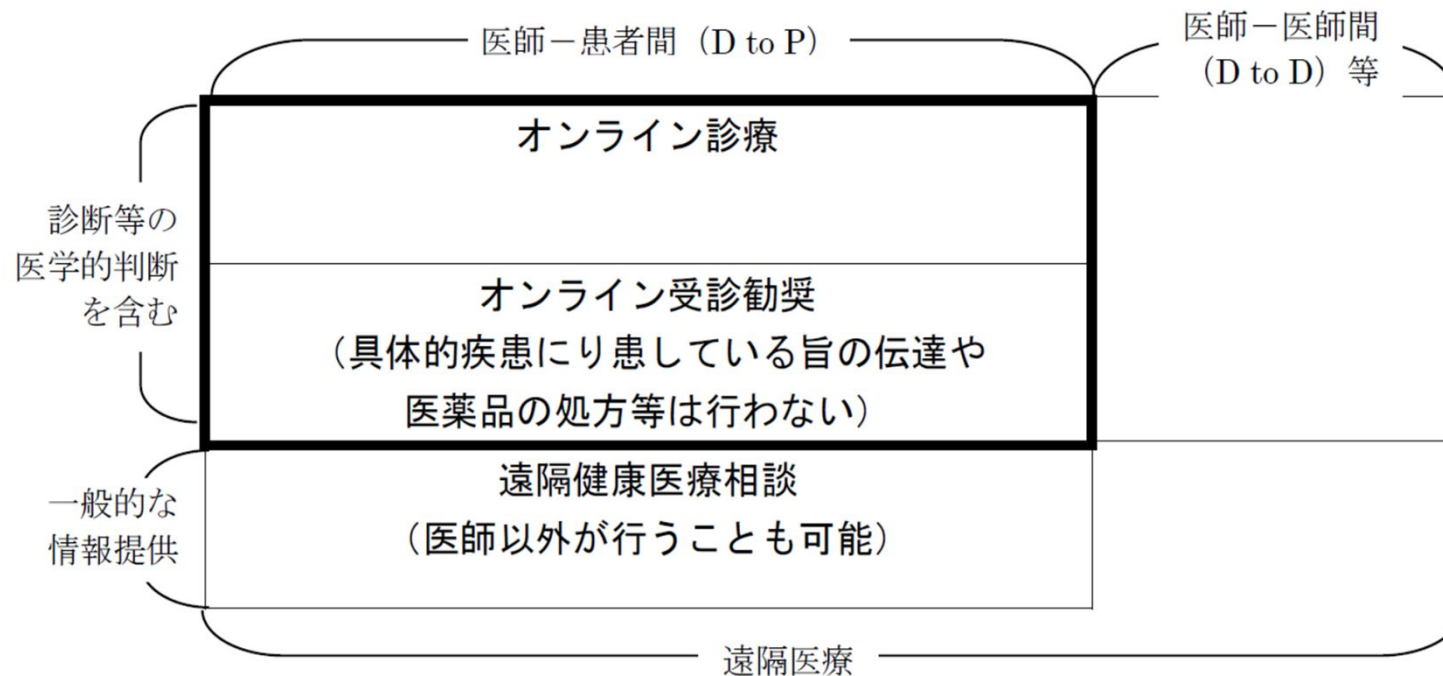 医師－患者間（D to P）
医師－医師間
（D to D）等
診断等の
医学的判断
を含む
オンライン診療
オンライン受診勧奨
（具体的疾患にり患している旨の伝達や
医薬品の処方等は行わない）
一般的な
情報提供
遠隔健康医療相談
（医師以外が行うことも可能）
遠隔医療